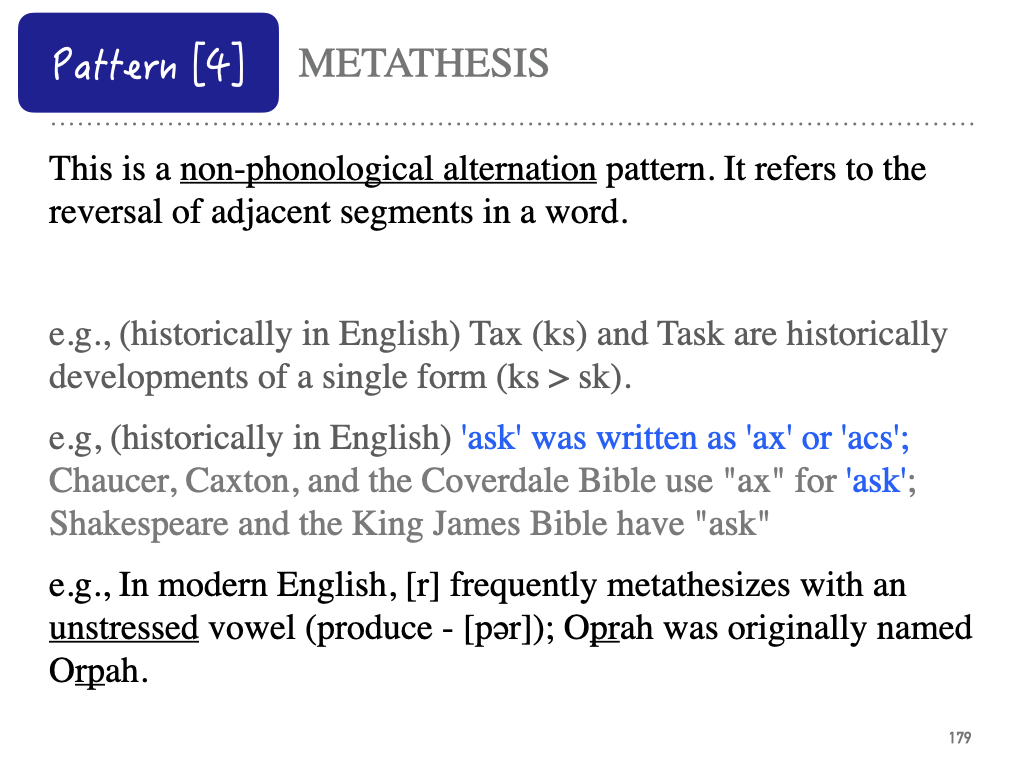 Pattern [4]
METATHESIS
This is a non-phonological alternation pattern. It refers to the
reversal of adjacent segments in a word.
e.g., (historically in English) Tax (ks) and Task are historically
developments of a single form (ks > sk).
e.g, (historically in English) 'ask' was written as 'ax' or 'acs';
Chaucer, Caxton, and the Coverdale Bible use "ax" for 'ask';
Shakespeare and the King James Bible have "ask"
e.g., In modern English, [r] frequently metathesizes with an
unstressed vowel (produce - [pər]); Oprah was originally named
Orpah.
179